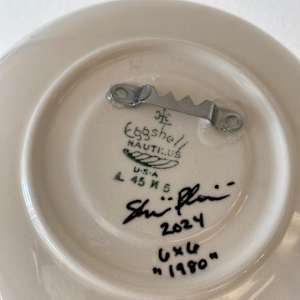 Eggshell
NAUTILUS
U.S.A
L 45 N 5
2024
6x6
"1980"